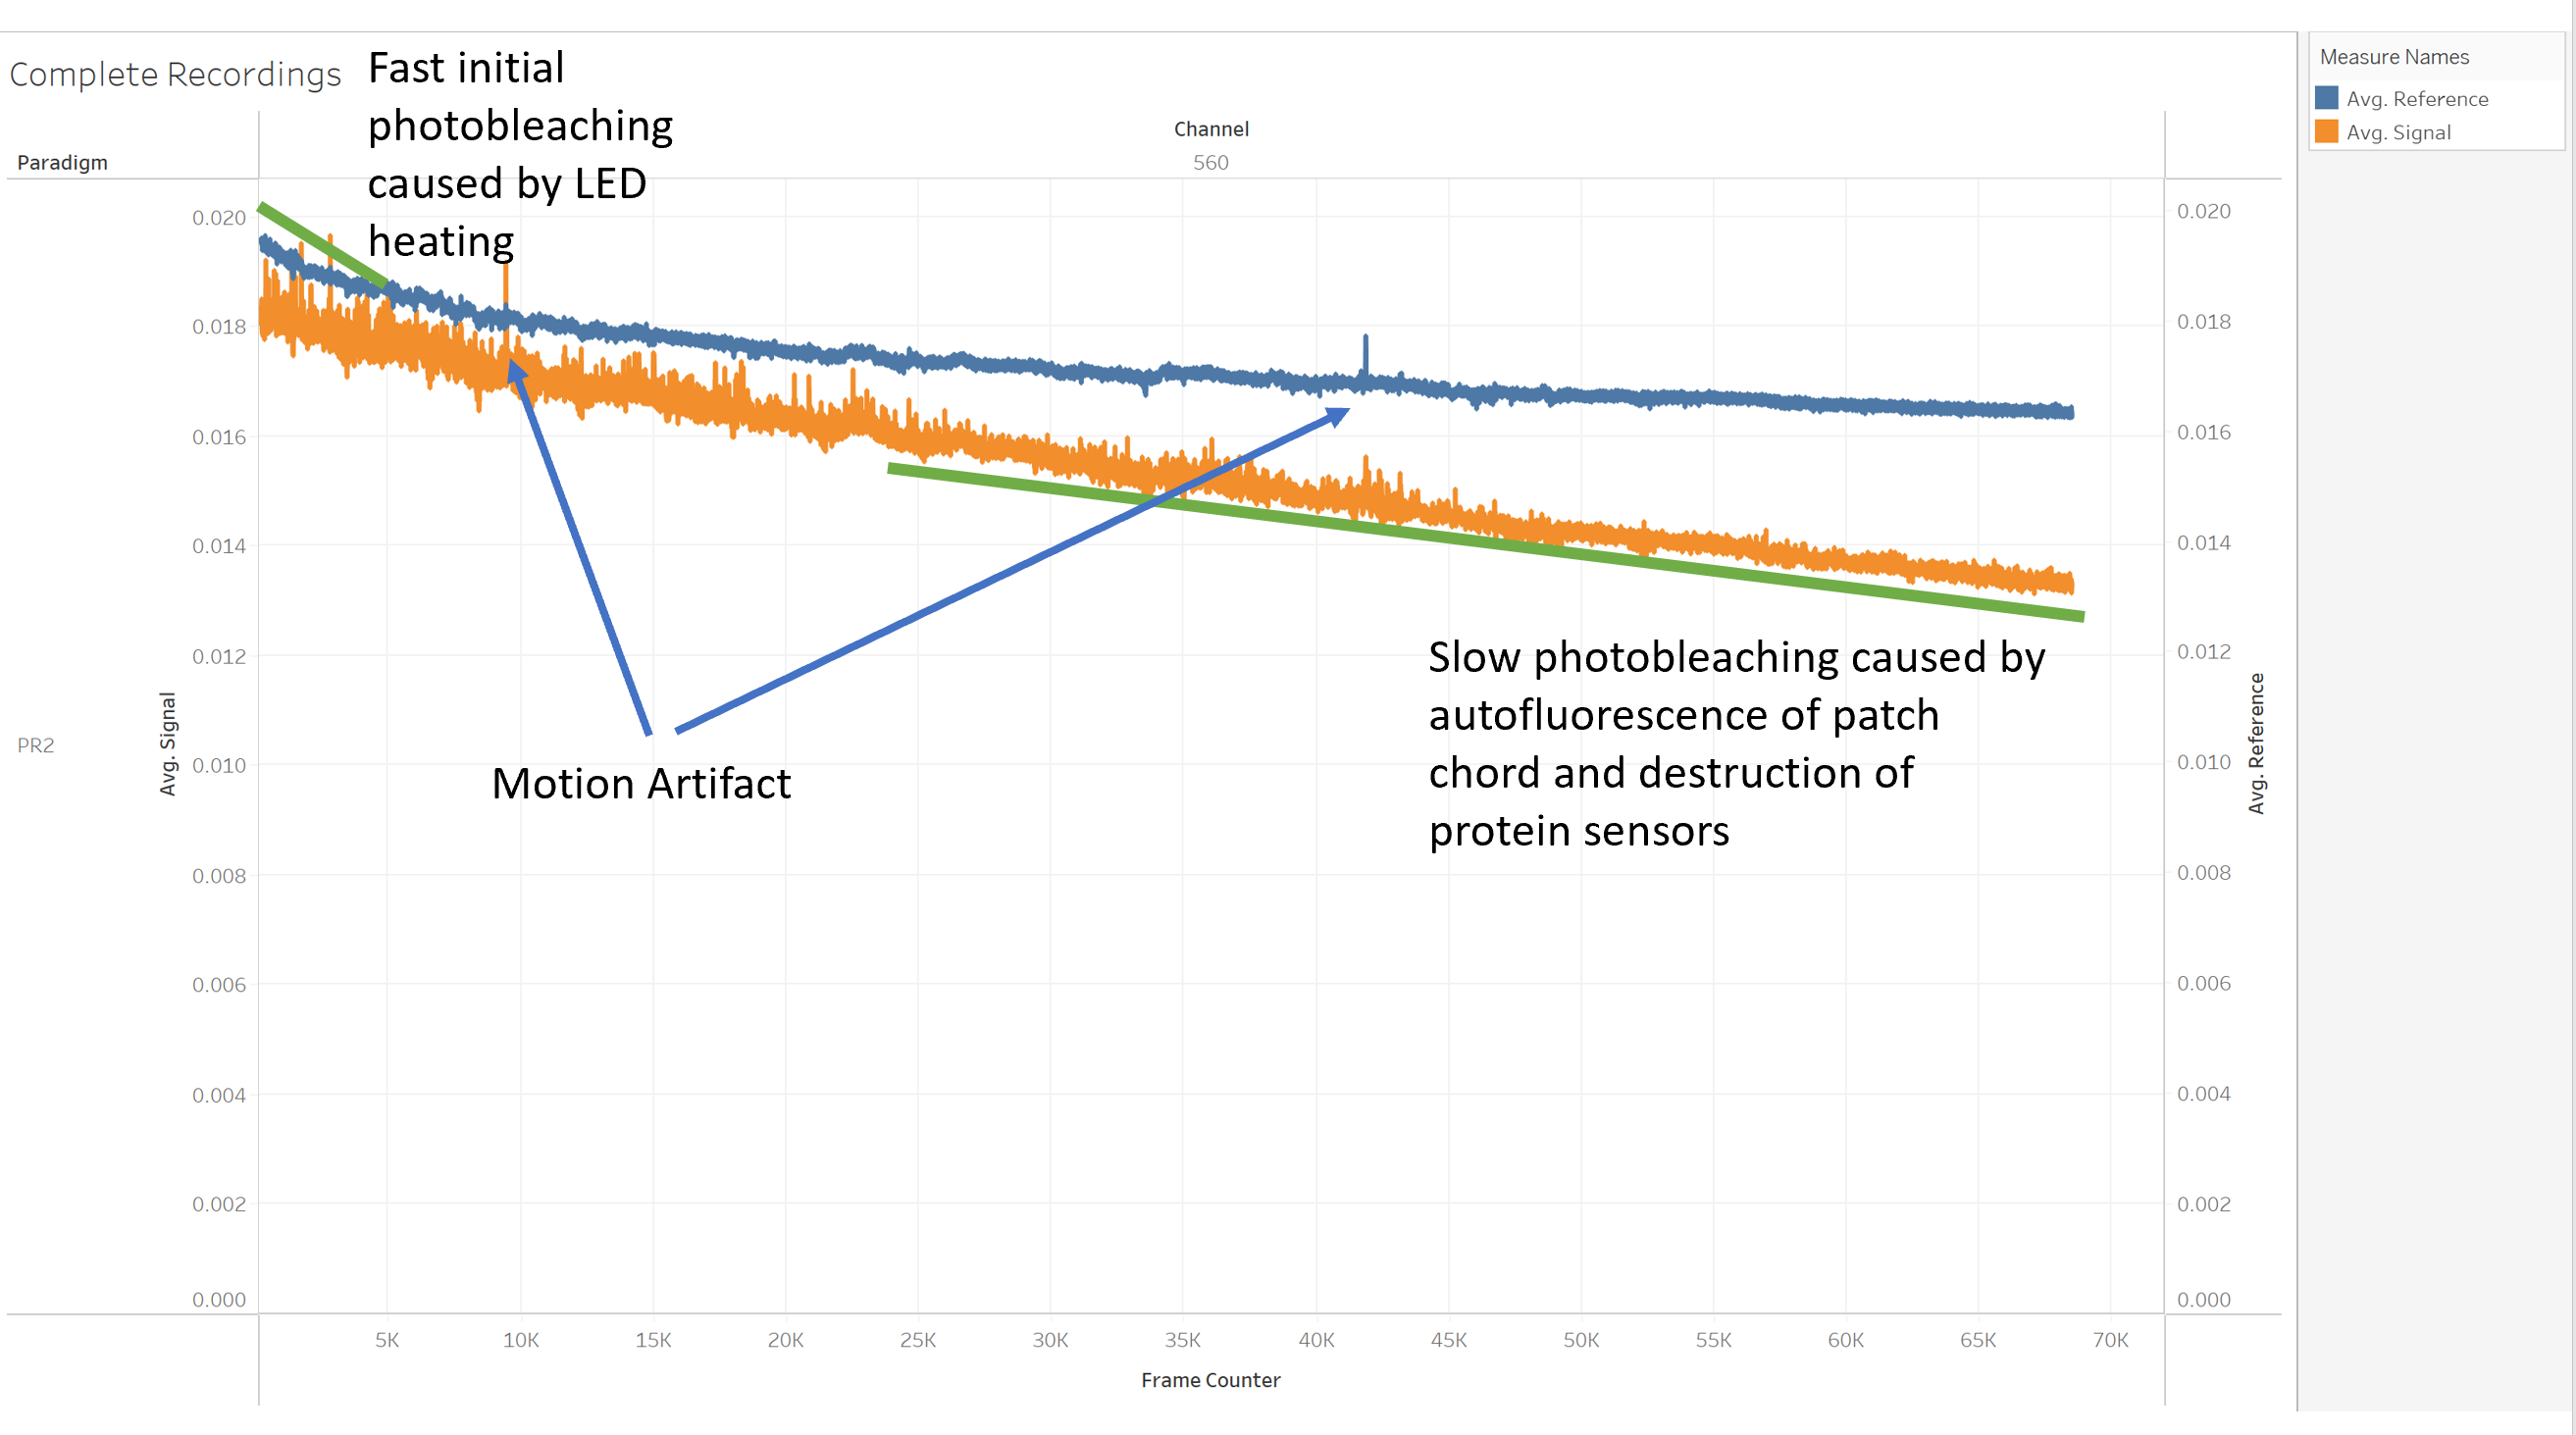 Complete Recordings
Fast initial
photobleaching
caused by LED
heating
Measure Names
Avg. Reference
Avg. Signal
Channel
560
Paradigm
PR2
Avg. Signal
0.020
0.018
0.016
0.014
0.012
0.010
0.008
0.006
0.004
0.002
0.000
Motion Artifact
Slow photobleaching caused by
autofluorescence of patch
chord and destruction of
protein sensors
0.020
0.018
0.016
0.014
0.012
0.010
0.008
0.006
0.004
0.002
0.000
Avg. Reference
5K 10K 15K 20K 25K 30K 35K 40K 45K 50K 55K 60K 65K 70K
Frame Counter